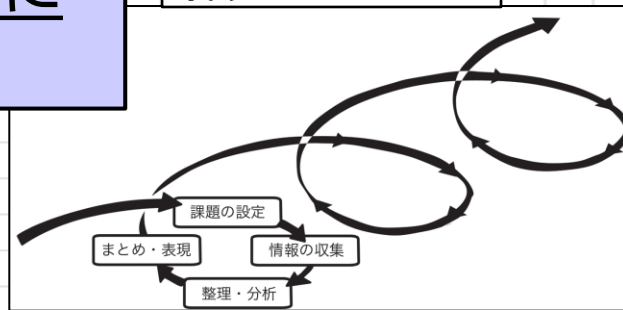 に
課題の設定
まとめ・表現
情報の収集
整理・分析